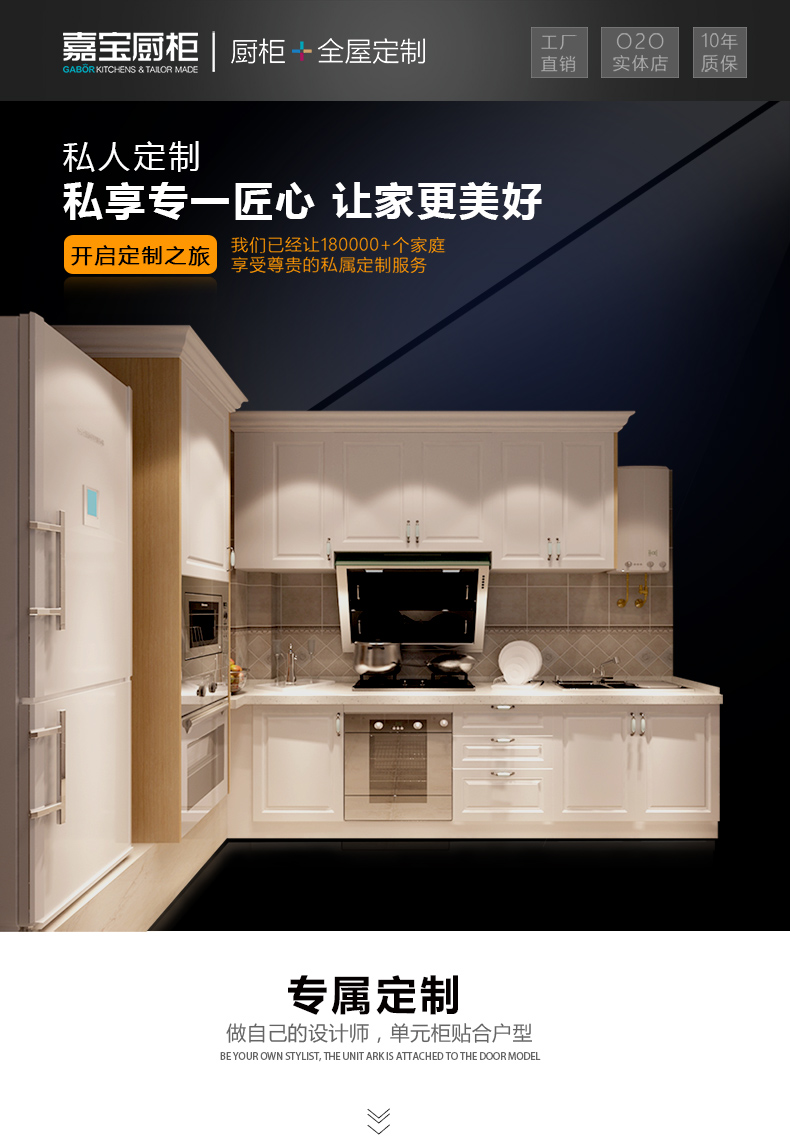 嘉宝厨柜
GABOR KITCHENS & TAILOR MADE
厨柜 全屋定制
工厂
直销
O2O
实体店
10年
质保
私人定制
私享专一匠心 让家更美好
开启定制之旅
我们已经让180000+个家庭
享受尊贵的私属定制服务
专属定制
做自己的设计师，单元柜贴合户型
BE YOUR OWN STYLIST, THE UNIT ARK IS ATTACHED TO THE DOOR MODEL